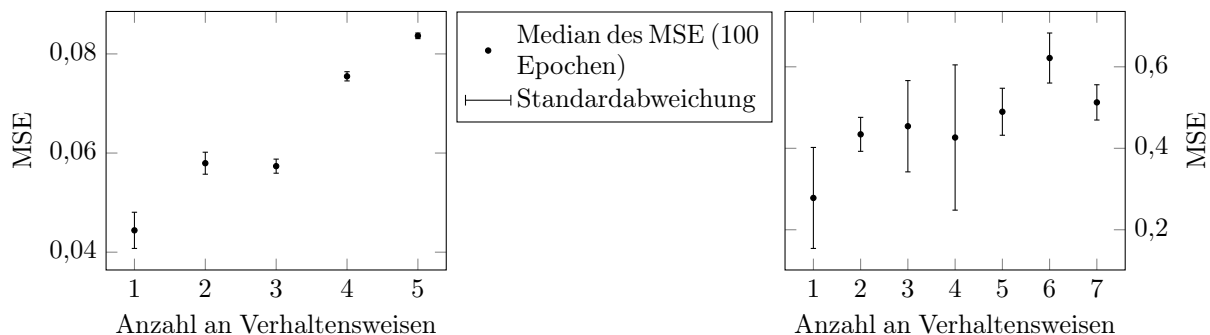 0,08
0,06
0,04
MSE
1 2 3 4 5
Anzahl an Verhaltensweisen
Median des MSE (100
Epochen)
Standardabweichung
0,6
0,4
0,2
MSE
1 2 3 4 5 6 7
Anzahl an Verhaltensweisen